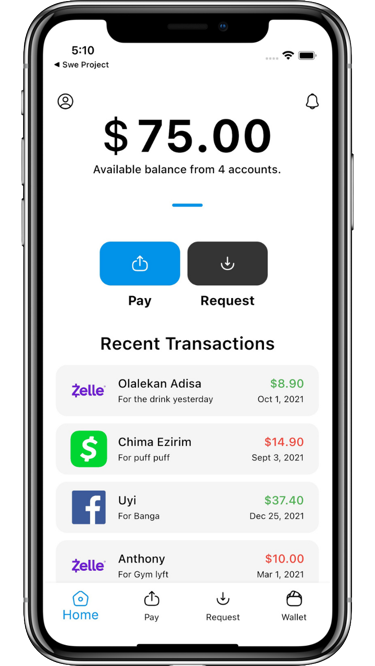 5:10
◀ Swe Project
$ 75.00
Available balance from 4 accounts.
Pay Request
Recent Transactions
Zelle Olalekan Adisa $8.90
For the drink yesterday Oct 1, 2021
$ Chima Ezirim $14.90
For puff puff Sept 3, 2021
f Uyi $37.40
For Banga Dec 25, 2021
Zelle Anthony $10.00
For Gym lyft Mar 1, 2021
Home Pay Request Wallet